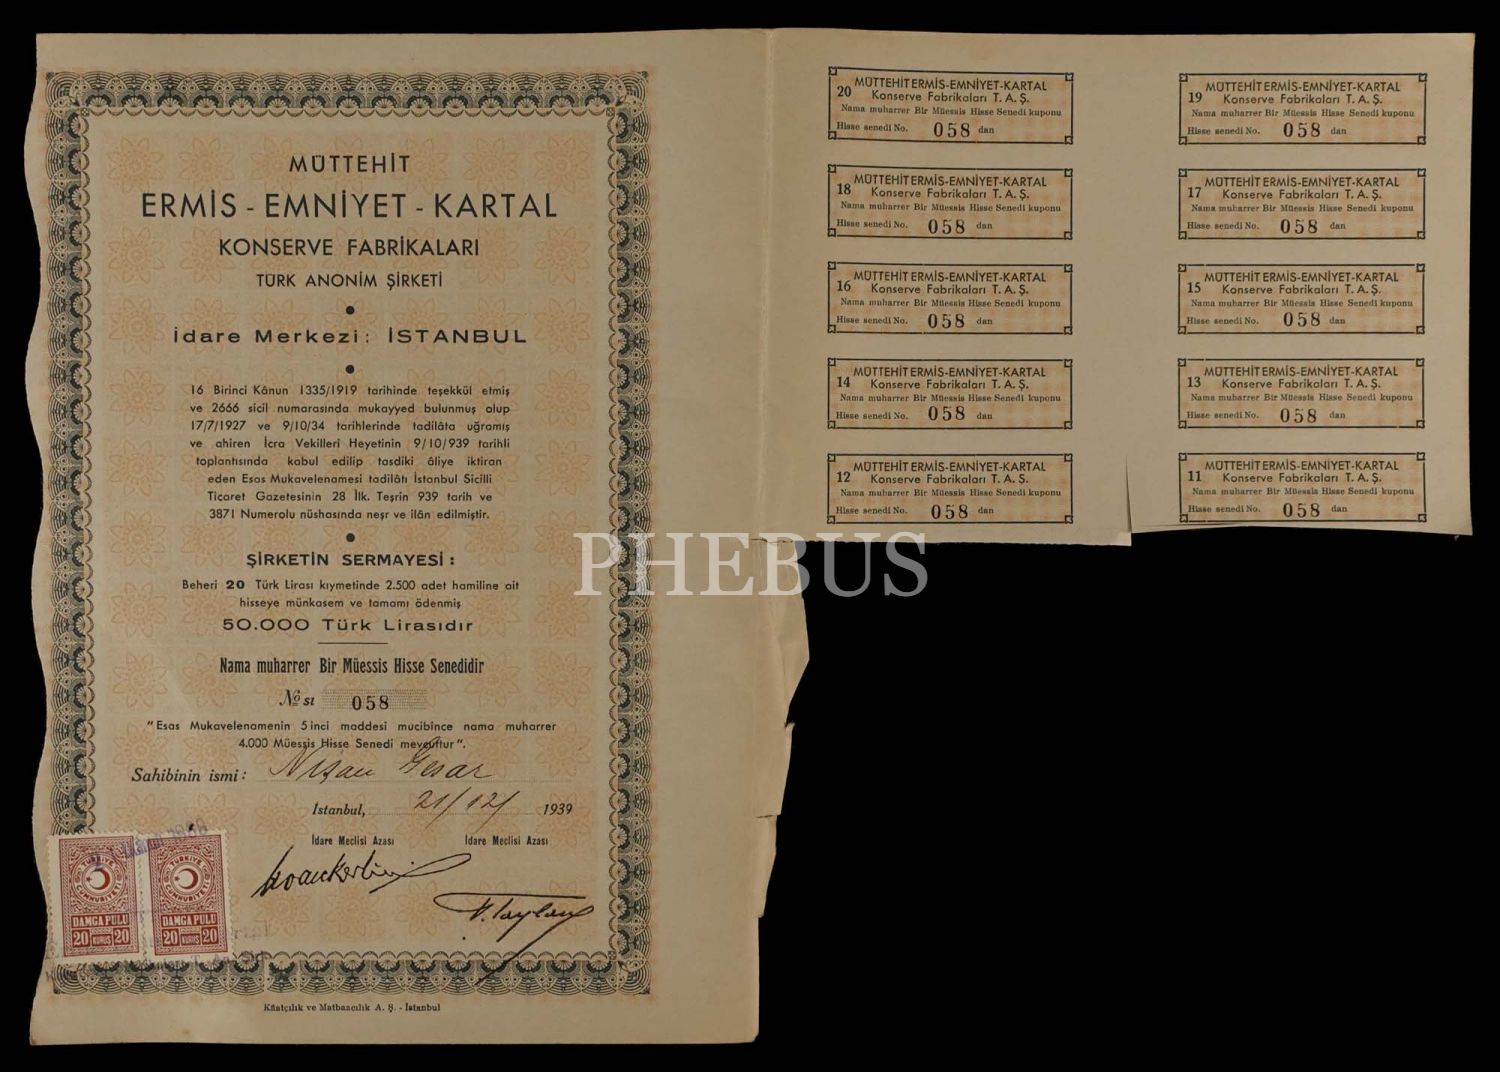 MÜTTEHİT
ERMİS - EMNİYET - KARTAL
KONSERVE FABRİKALARI
TÜRK ANONİM ŞİRKETİ
İdare Merkezi: İSTANBUL
16 Birinci Kânun 1335/1919 tarihinde teşekkül etmiş
ve 2666 sicil numarasında mukayyed bulunmuş olup
17/7/1927 ve 9/10/34 tarihlerinde tadilâta uğramış
ve ahiren İcra Vekilleri Heyetinin 9/10/939 tarihli
toplantısında kabul edilip tasdiki âliye iktiran
eden Esas Mukavelenamesi tadilâtı İstanbul Sicilli
Ticaret Gazetesinin 28 İlk. Teşrin 939 tarih ve
3871 Numerolu nüshasında neşr ve ilân edilmiştir.
ŞİRKETİN SERMAYESİ :
Beheri 20 Türk Lirası kıymetinde 2.500 adet hamiline ait
hisseye münkasem ve tamamı ödenmiş
50.000 Türk Lirasıdır
Nama muharrer Bir Müessis Hisse Senedidir
No sı 058
"Esas Mukavelenamenin 5 inci maddesi mucibince nama muharrer
4.000 Müessis Hisse Senedi mevcuttur".
Sahibinin ismi : Nişan Yesar
İstanbul, 21/12/ 1939
İdare Meclisi Azası İdare Meclisi Azası
TÜRKİYE CUMHURİYETİ
DAMGA PULU
20 KURUŞ 20
TÜRKİYE CUMHURİYETİ
DAMGA PULU
20 KURUŞ 20
Kâatçılık ve Matbaacılık A. Ş. - İstanbul
20 MÜTTEHİT ERMİS-EMNİYET-KARTAL
Konserve Fabrikaları T. A. Ş.
Nama muharrer Bir Müessis Hisse Senedi kuponu
Hisse senedi No. 058 dan
19 MÜTTEHİT ERMİS-EMNİYET-KARTAL
Konserve Fabrikaları T. A. Ş.
Nama muharrer Bir Müessis Hisse Senedi kuponu
Hisse senedi No. 058 dan
18 MÜTTEHİT ERMİS-EMNİYET-KARTAL
Konserve Fabrikaları T. A. Ş.
Nama muharrer Bir Müessis Hisse Senedi kuponu
Hisse senedi No. 058 dan
17 MÜTTEHİT ERMİS-EMNİYET-KARTAL
Konserve Fabrikaları T. A. Ş.
Nama muharrer Bir Müessis Hisse Senedi kuponu
Hisse senedi No. 058 dan
16 MÜTTEHİT ERMİS-EMNİYET-KARTAL
Konserve Fabrikaları T. A. Ş.
Nama muharrer Bir Müessis Hisse Senedi kuponu
Hisse senedi No. 058 dan
15 MÜTTEHİT ERMİS-EMNİYET-KARTAL
Konserve Fabrikaları T. A. Ş.
Nama muharrer Bir Müessis Hisse Senedi kuponu
Hisse senedi No. 058 dan
14 MÜTTEHİT ERMİS-EMNİYET-KARTAL
Konserve Fabrikaları T. A. Ş.
Nama muharrer Bir Müessis Hisse Senedi kuponu
Hisse senedi No. 058 dan
13 MÜTTEHİT ERMİS-EMNİYET-KARTAL
Konserve Fabrikaları T. A. Ş.
Nama muharrer Bir Müessis Hisse Senedi kuponu
Hisse senedi No. 058 dan
12 MÜTTEHİT ERMİS-EMNİYET-KARTAL
Konserve Fabrikaları T. A. Ş.
Nama muharrer Bir Müessis Hisse Senedi kuponu
Hisse senedi No. 058 dan
11 MÜTTEHİT ERMİS-EMNİYET-KARTAL
Konserve Fabrikaları T. A. Ş.
Nama muharrer Bir Müessis Hisse Senedi kuponu
Hisse senedi No. 058 dan
PHEBUS